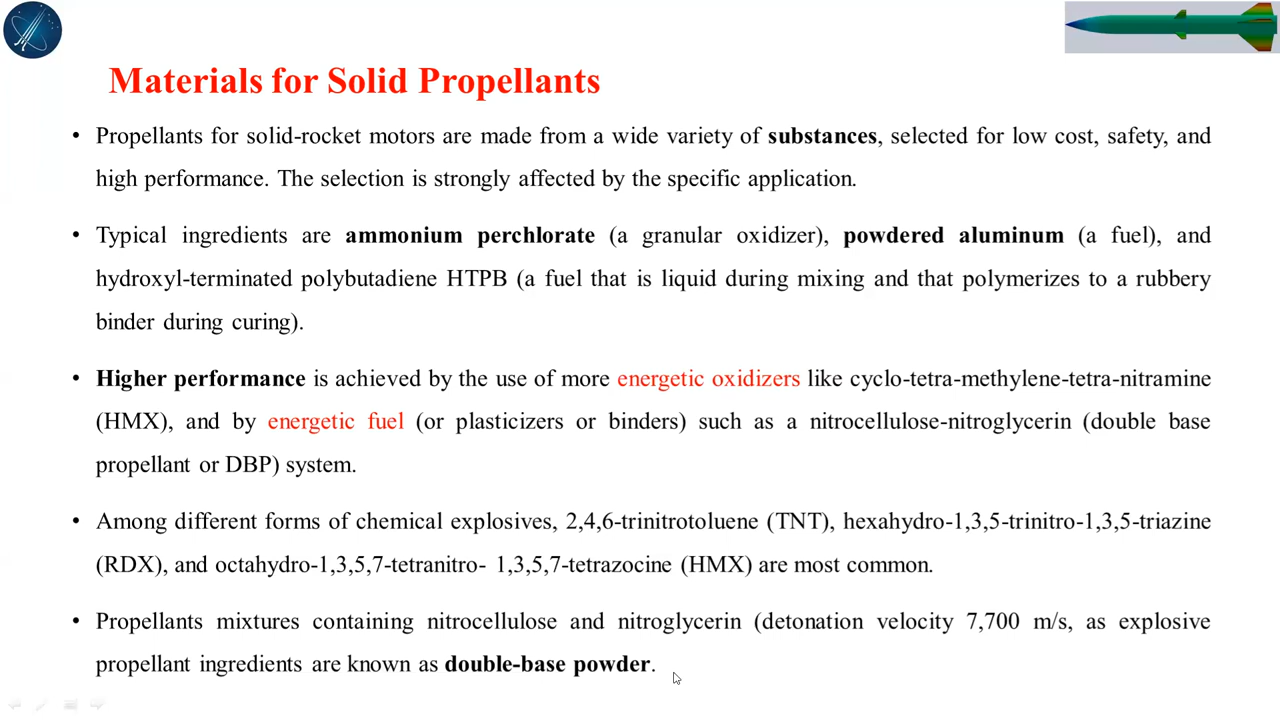 Materials for Solid Propellants
• Propellants for solid-rocket motors are made from a wide variety of substances, selected for low cost, safety, and
high performance. The selection is strongly affected by the specific application.
• Typical ingredients are ammonium perchlorate (a granular oxidizer), powdered aluminum (a fuel), and
hydroxyl-terminated polybutadiene HTPB (a fuel that is liquid during mixing and that polymerizes to a rubbery
binder during curing).
• Higher performance is achieved by the use of more energetic oxidizers like cyclo-tetra-methylene-tetra-nitramine
(HMX), and by energetic fuel (or plasticizers or binders) such as a nitrocellulose-nitroglycerin (double base
propellant or DBP) system.
• Among different forms of chemical explosives, 2,4,6-trinitrotoluene (TNT), hexahydro-1,3,5-trinitro-1,3,5-triazine
(RDX), and octahydro-1,3,5,7-tetranitro- 1,3,5,7-tetrazocine (HMX) are most common.
• Propellants mixtures containing nitrocellulose and nitroglycerin (detonation velocity 7,700 m/s, as explosive
propellant ingredients are known as double-base powder.